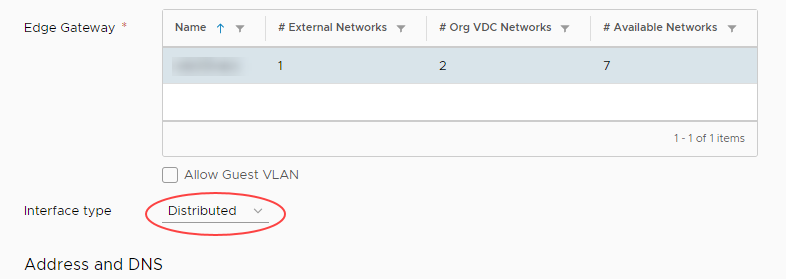 Edge Gateway *
Name # External Networks # Org VDC Networks # Available Networks
1 2 7
1 - 1 of 1 items
Allow Guest VLAN
Interface type Distributed
Address and DNS